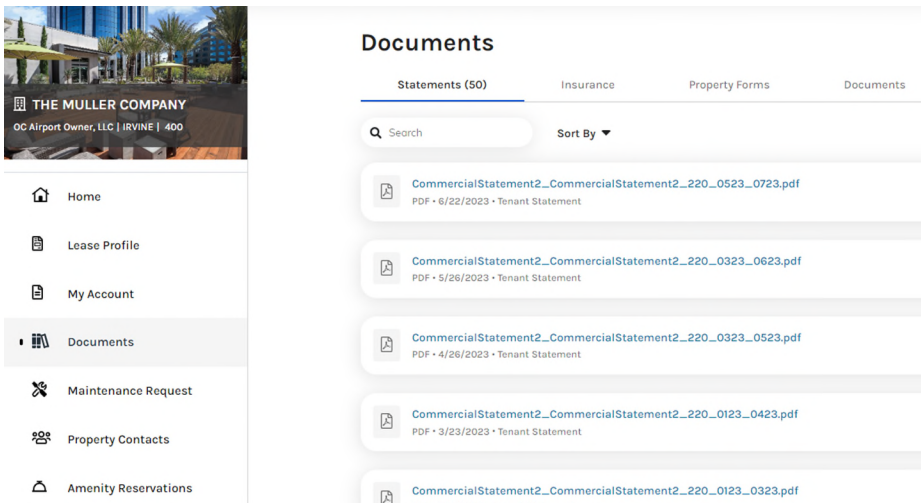 THE MULLER COMPANY
OC Airport Owner, LLC | IRVINE | 400
Home
Lease Profile
My Account
Documents
Maintenance Request
Property Contacts
Amenity Reservations
Documents
Statements (50)
Insurance
Property Forms
Documents
Search
Sort By
CommercialStatement2_CommercialStatement2_220_0523_0723.pdf
PDF • 6/22/2023 • Tenant Statement
CommercialStatement2_CommercialStatement2_220_0323_0623.pdf
PDF • 5/26/2023 • Tenant Statement
CommercialStatement2_CommercialStatement2_220_0323_0523.pdf
PDF • 4/26/2023 • Tenant Statement
CommercialStatement2_CommercialStatement2_220_0123_0423.pdf
PDF • 3/23/2023 • Tenant Statement
CommercialStatement2_CommercialStatement2_220_0123_0323.pdf